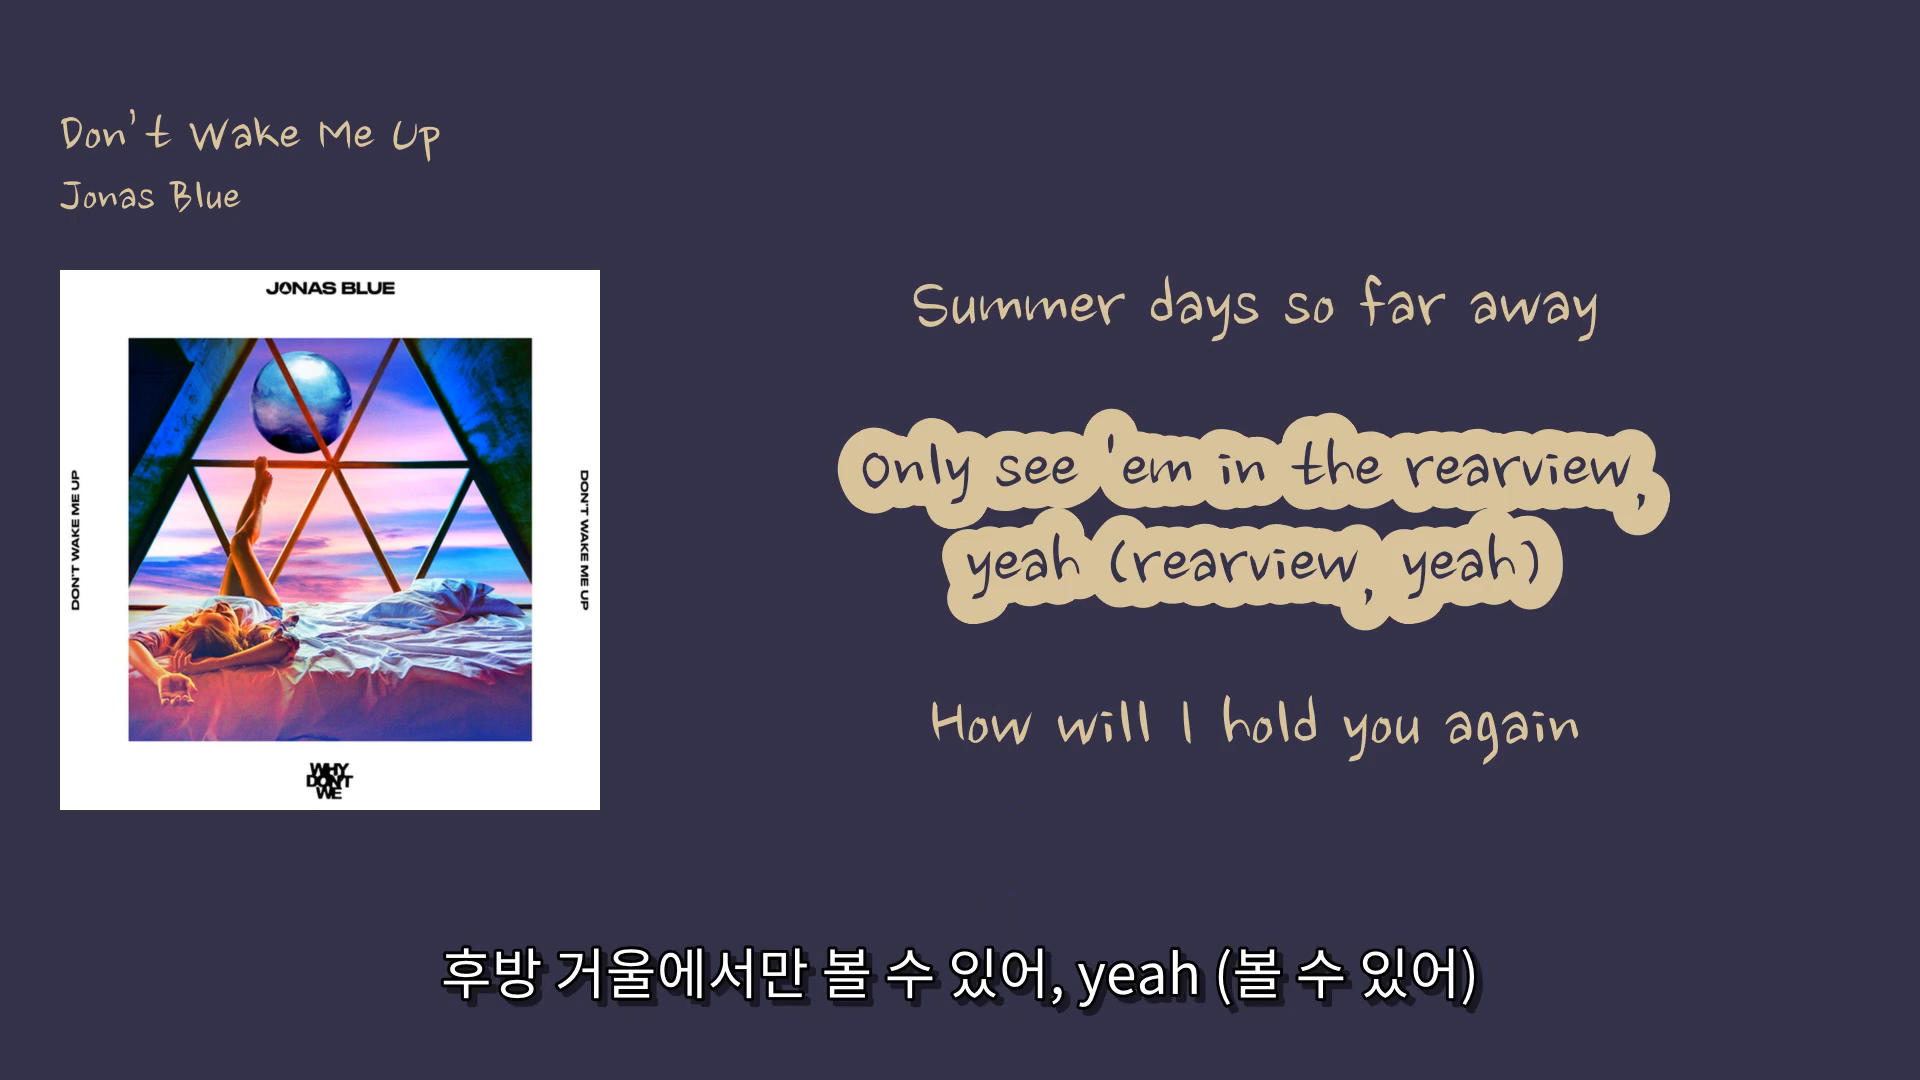 Don't Wake Me Up
Jonas Blue
JONAS BLUE
DON'T WAKE ME UP
DON'T WAKE ME UP
WHY
DON'T
WE
Summer days so far away
Only see 'em in the rearview,
yeah (rearview, yeah)
How will I hold you again
후방 거울에서만 볼 수 있어, yeah (볼 수 있어)